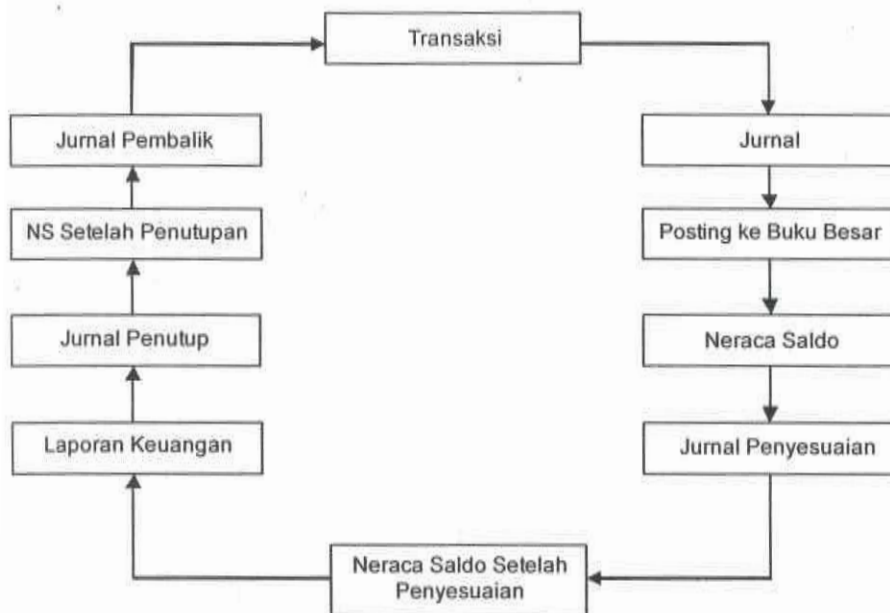 Transaksi
Jurnal Pembalik
Jurnal
NS Setelah Penutupan
Posting ke Buku Besar
Jurnal Penutup
Neraca Saldo
Laporan Keuangan
Jurnal Penyesuaian
Neraca Saldo Setelah
Penyesuaian